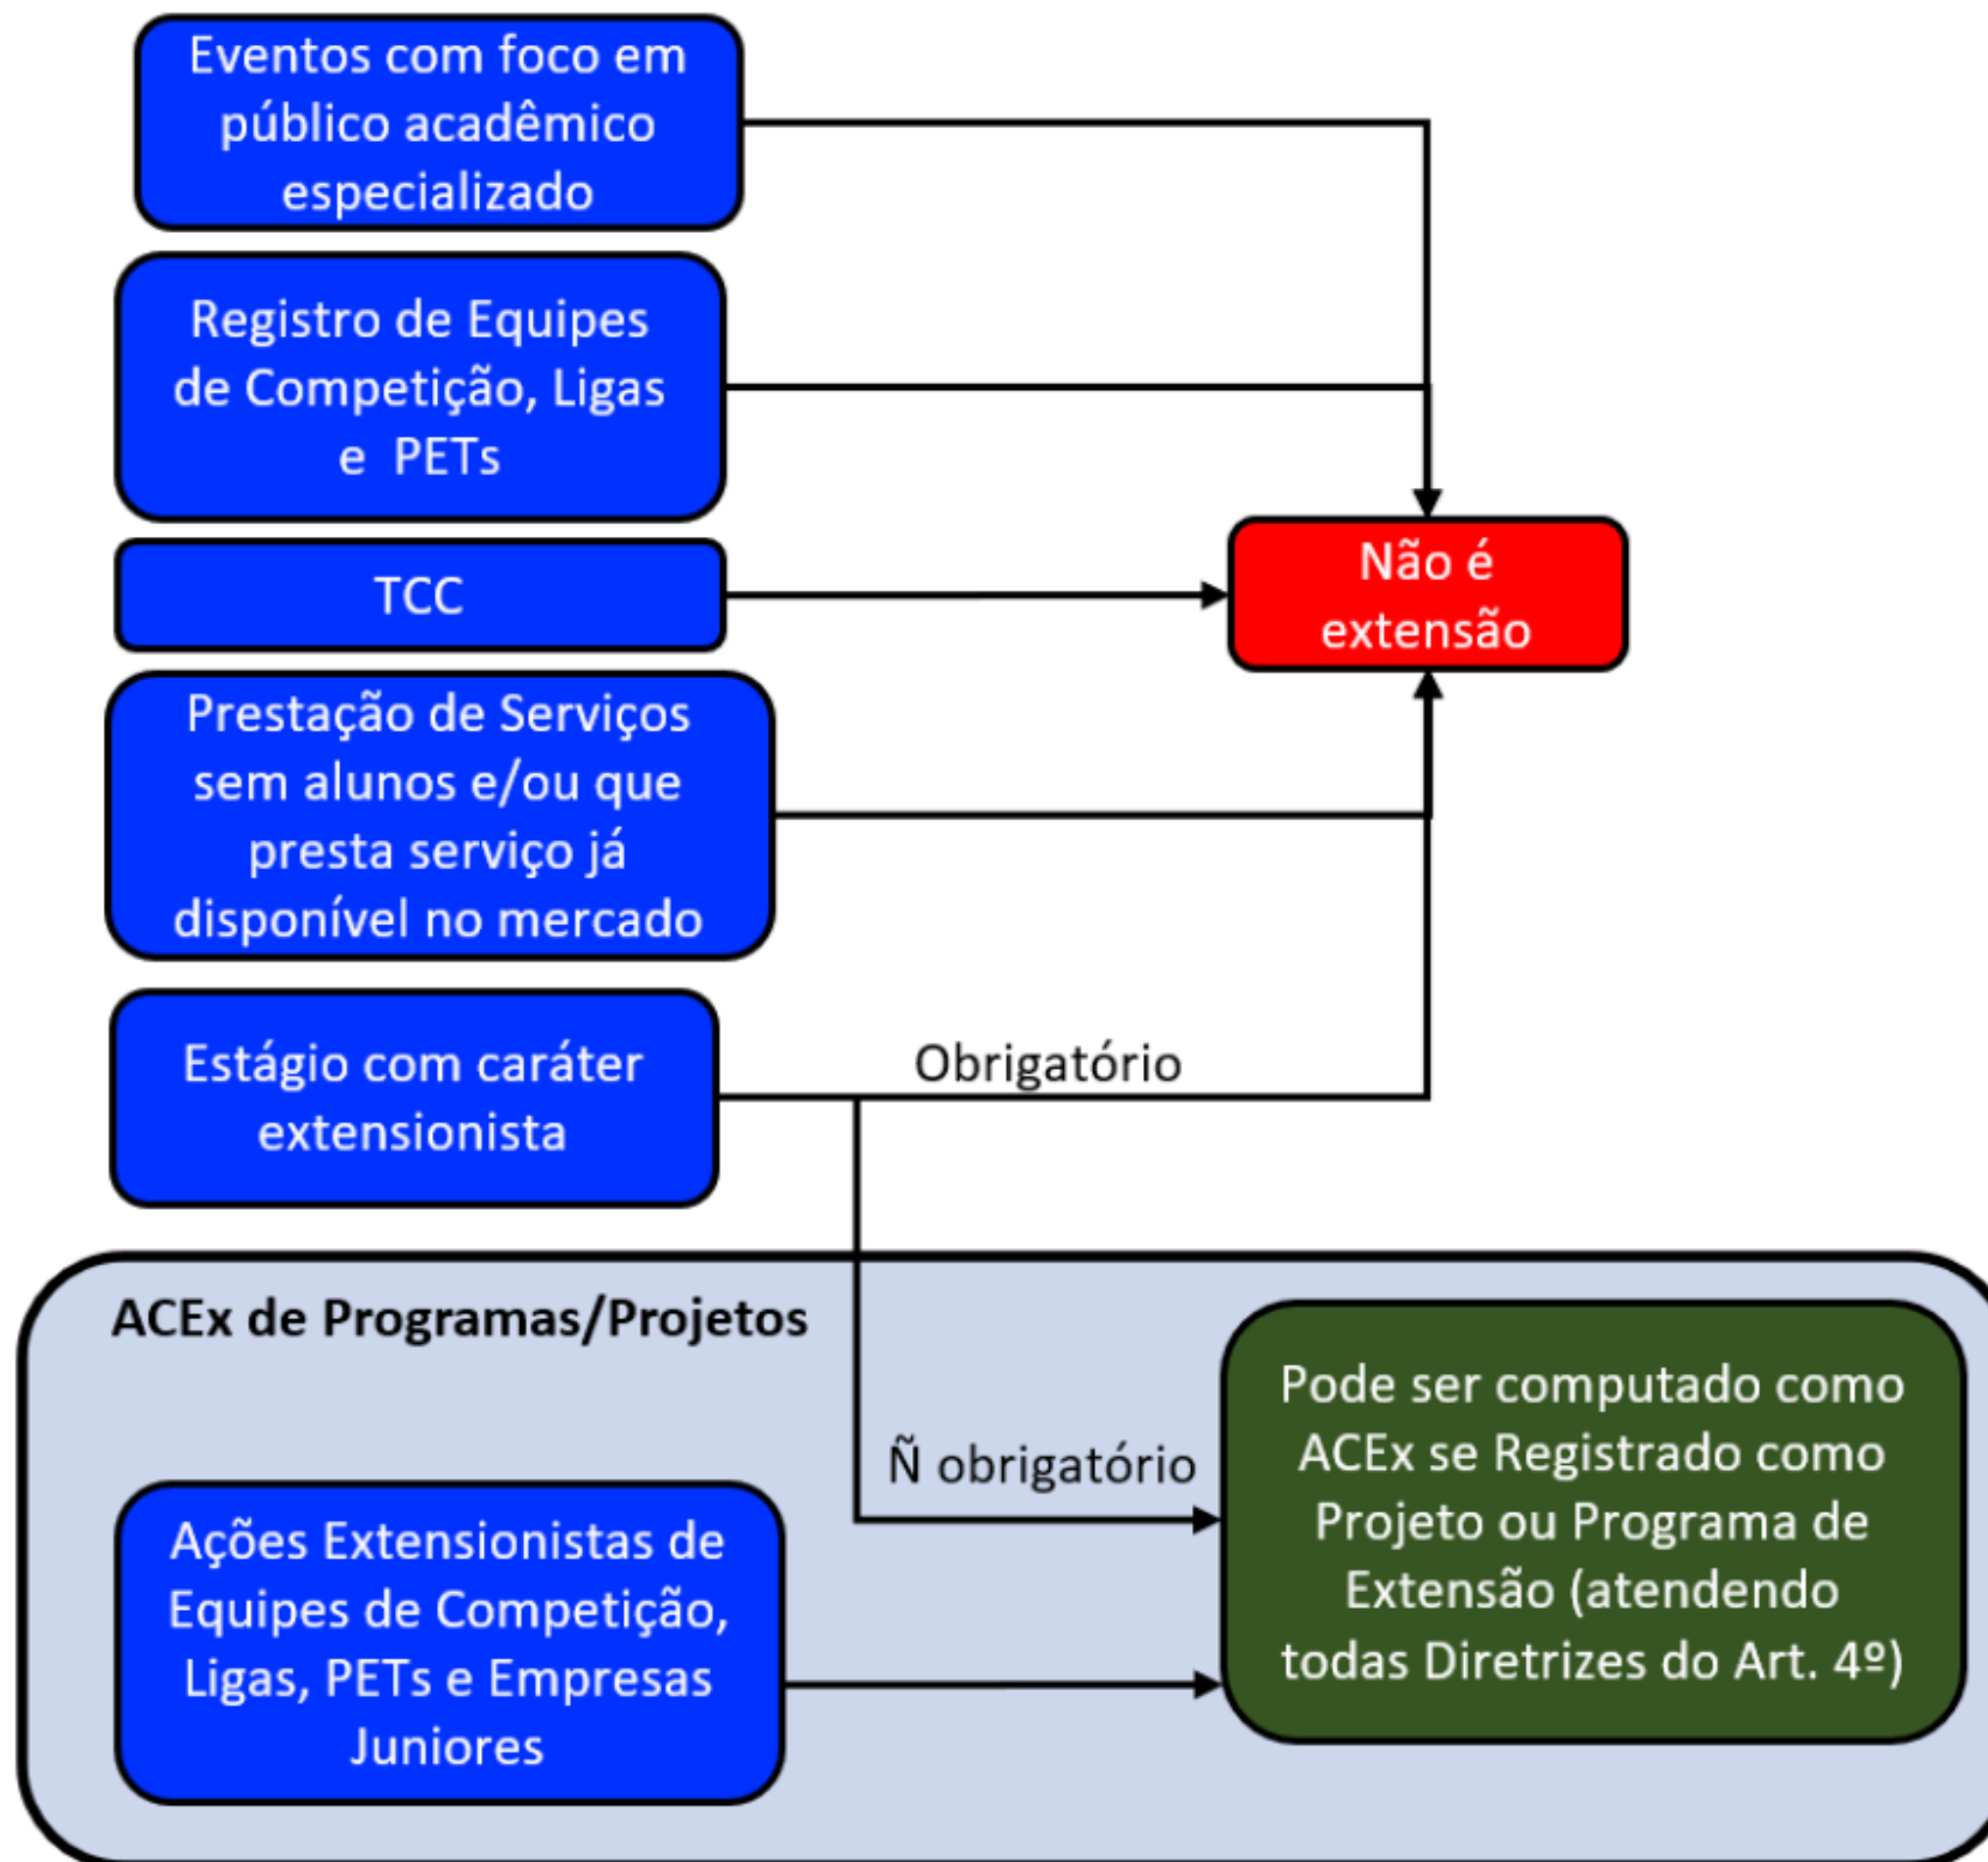 Eventos com foco em
público acadêmico
especializado
Registro de Equipes
de Competição, Ligas
e  PETs
TCC
Não é
extensão
Prestação de Serviços
sem alunos e/ou que
presta serviço já
disponível no mercado
Estágio com caráter
extensionista
Obrigatório
ACEx de Programas/Projetos
Ñ obrigatório
Pode ser computado como
ACEx se Registrado como
Projeto ou Programa de
Extensão (atendendo
todas Diretrizes do Art. 4º)
Ações Extensionistas de
Equipes de Competição,
Ligas, PETs e Empresas
Juniores